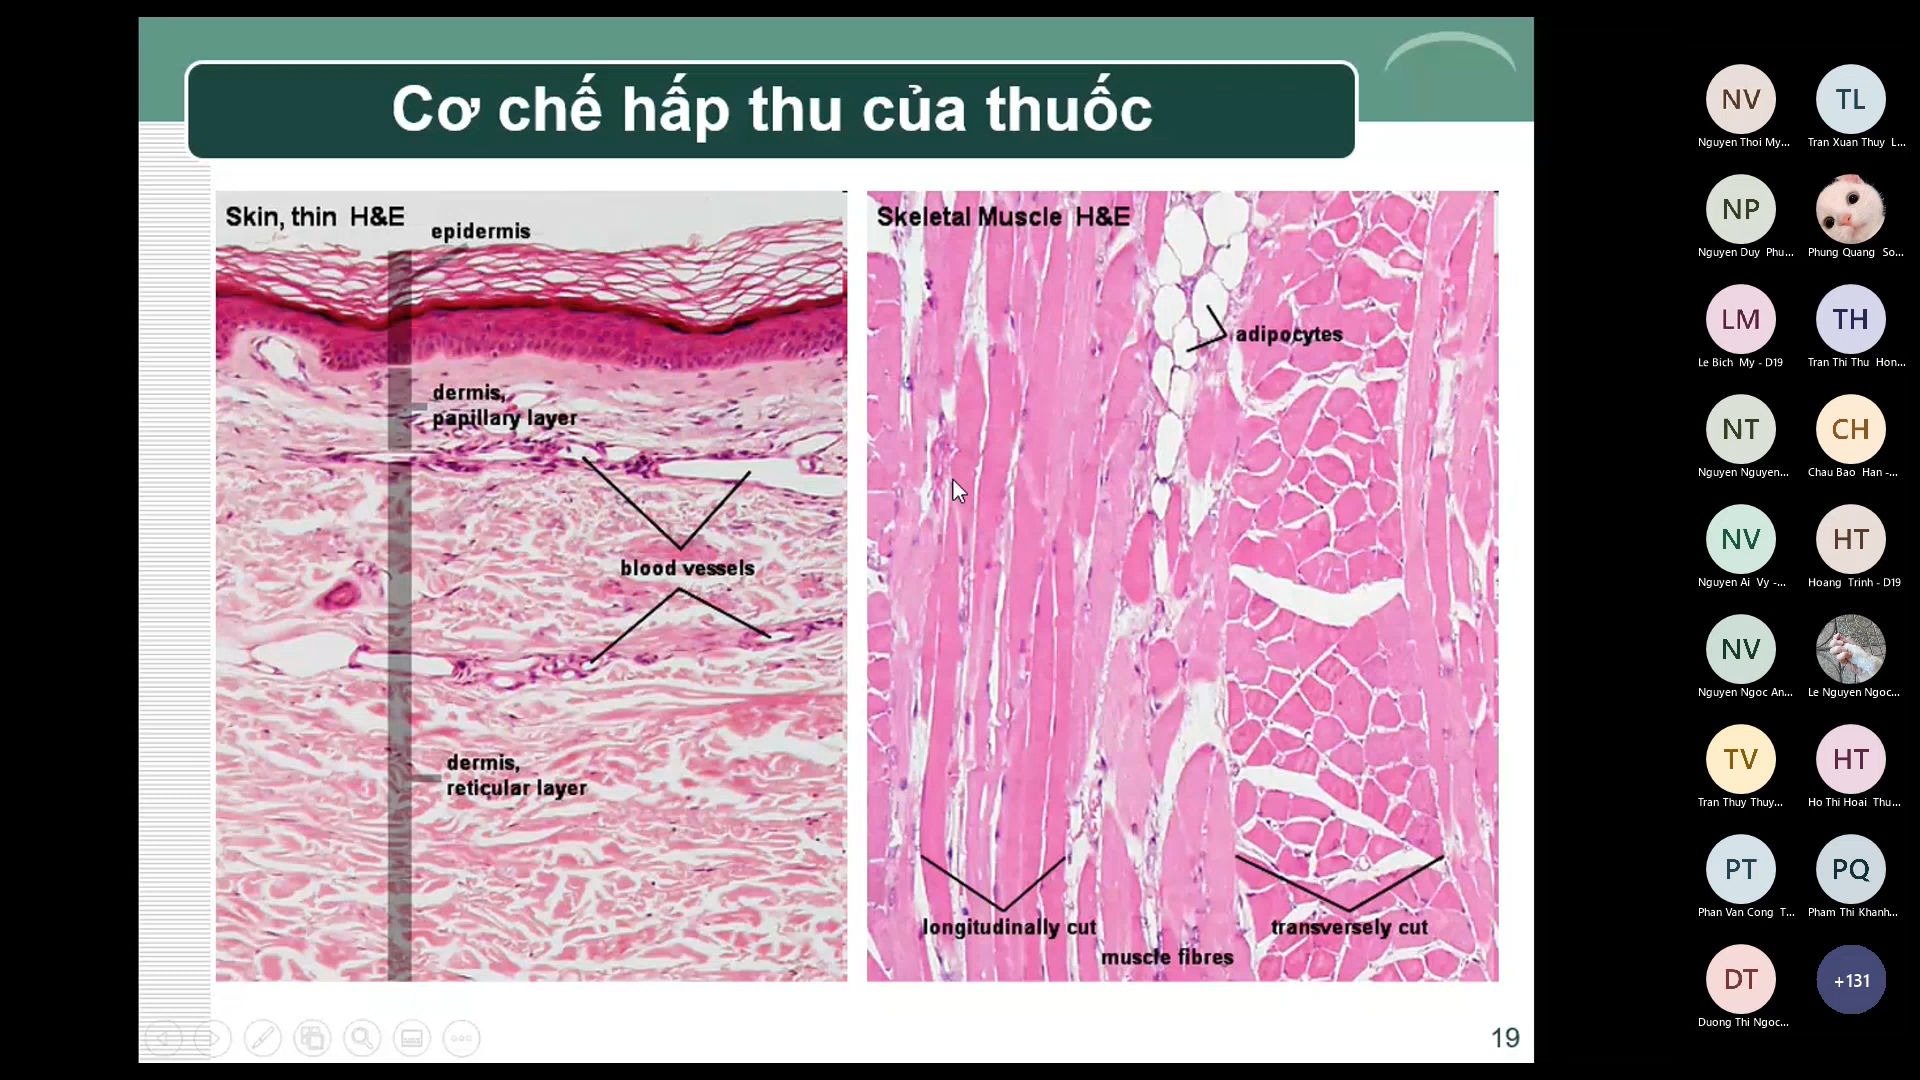 Cơ chế hấp thu của thuốc
Skin, thin H&E
epidermis
dermis,
papillary layer
blood vessels
dermis,
reticular layer
Skeletal Muscle H&E
adipocytes
longitudinally cut
transversely cut
muscle fibres
19
NV
Nguyen Thoi My...
TL
Tran Xuan Thuy L...
NP
Nguyen Duy Phu...
Phung Quang So...
LM
Le Bich My - D19
TH
Tran Thi Thu Hon...
NT
Nguyen Nguyen...
CH
Chau Bao Han -...
NV
Nguyen Ai Vy -...
HT
Hoang Trinh - D19
NV
Nguyen Ngoc An...
Le Nguyen Ngoc...
TV
Tran Thuy Thuy...
HT
Ho Thi Hoai Thu...
PT
Phan Van Cong T...
PQ
Pham Thi Khanh...
DT
Duong Thi Ngoc...
+131